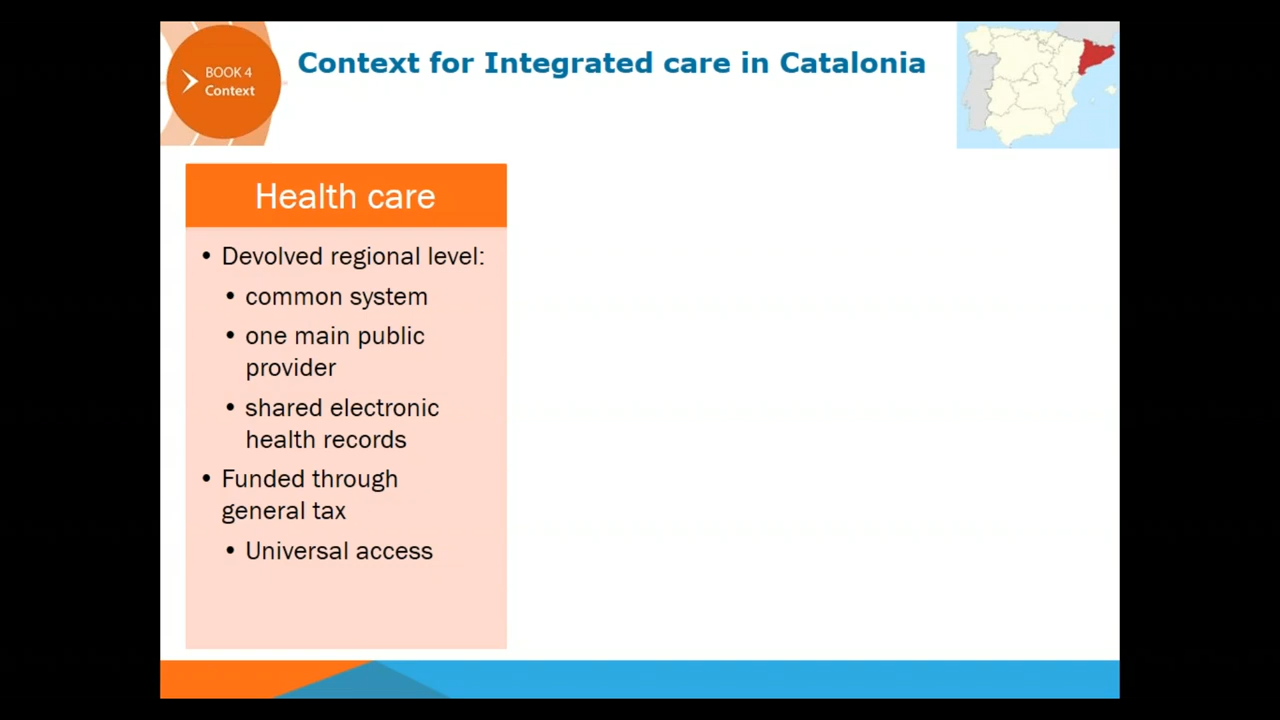 BOOK 4
Context
Context for Integrated care in Catalonia
Health care
• Devolved regional level:
• common system
• one main public
provider
• shared electronic
health records
• Funded through
general tax
• Universal access